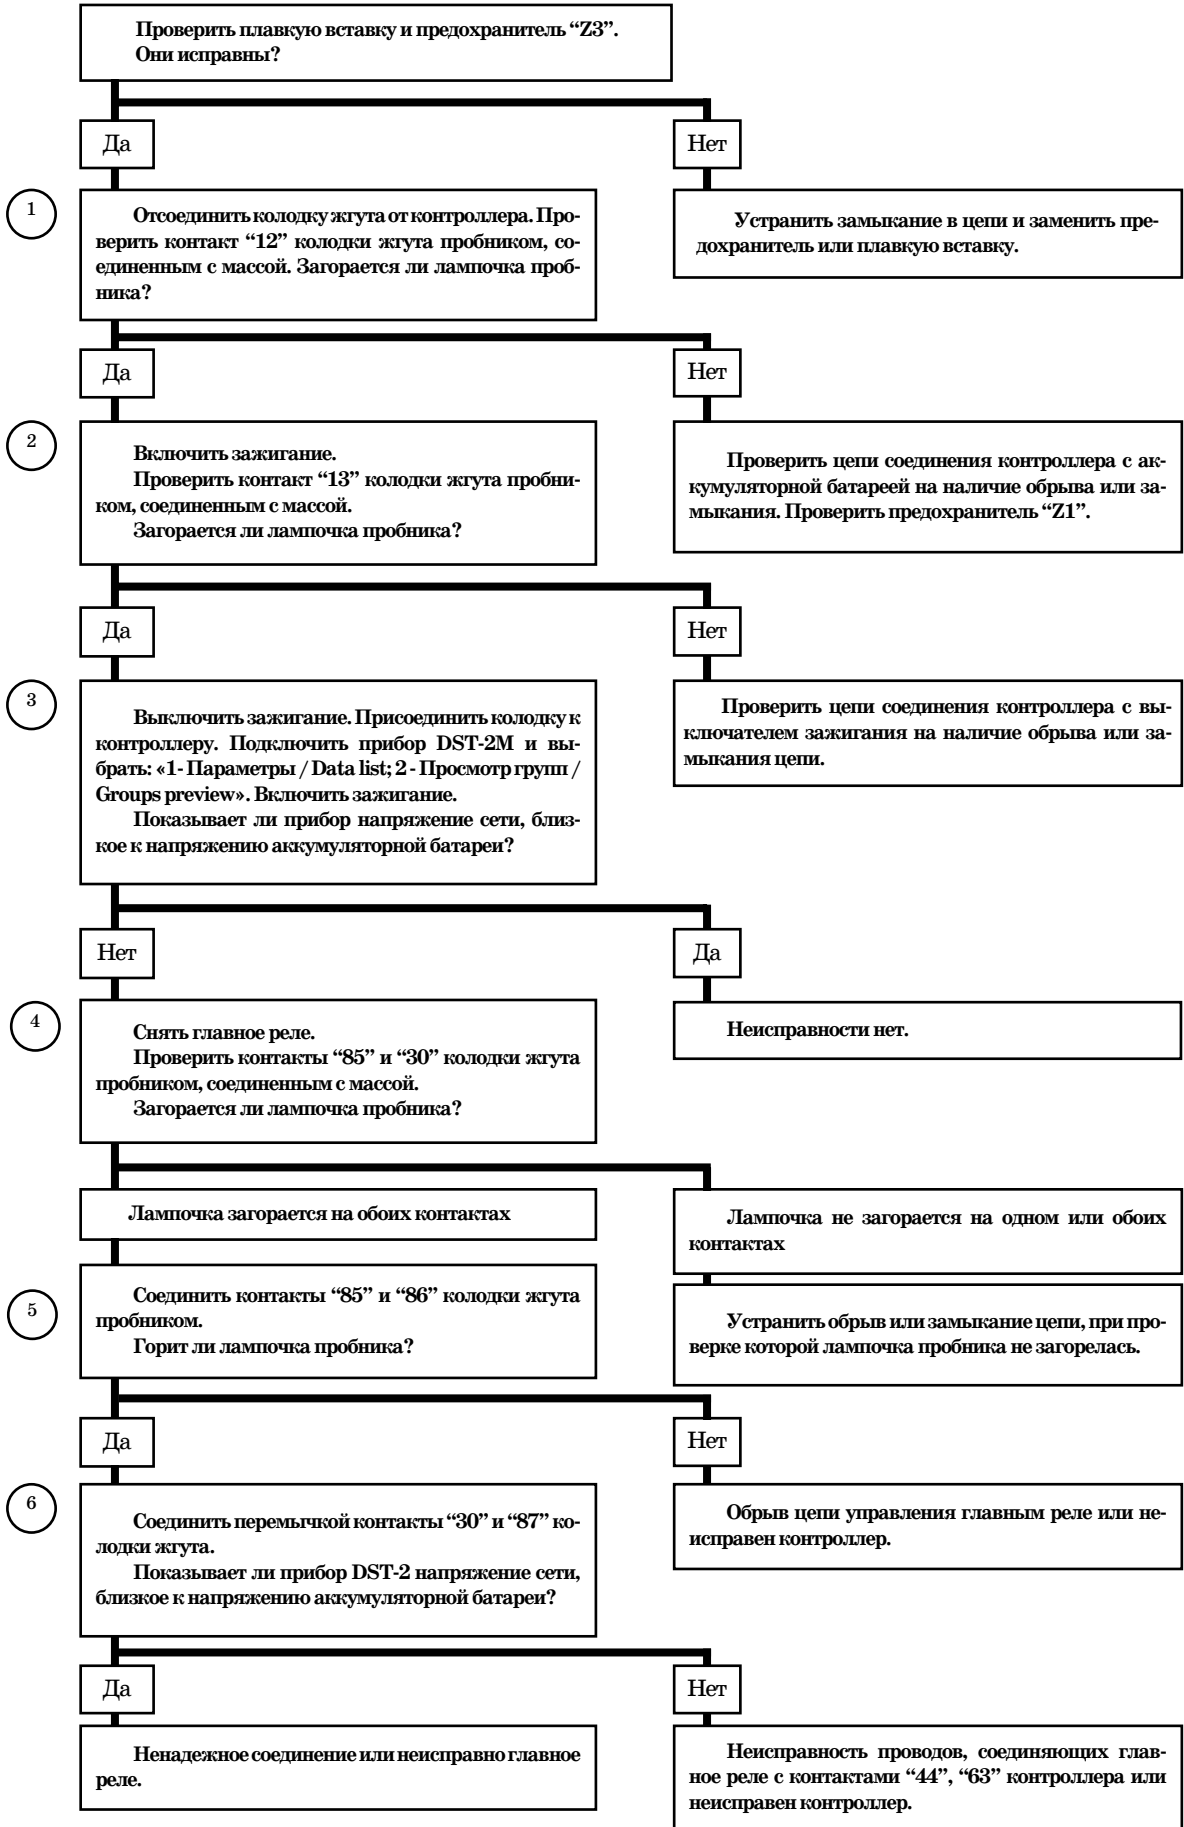 Проверить плавкую вставку и предохранитель “Z3”.
Они исправны?
Да
Нет
1
Отсоединить колодку жгута от контроллера. Про-
верить контакт “12” колодки жгута пробником, со-
единенным с массой. Загорается ли лампочка проб-
ника?
Устранить замыкание в цепи и заменить пре-
дохранитель или плавкую вставку.
Да
Нет
2
Включить зажигание.
Проверить контакт “13” колодки жгута пробни-
ком, соединенным с массой.
Загорается ли лампочка пробника?
Проверить цепи соединения контроллера с ак-
кумуляторной батареей на наличие обрыва или за-
мыкания. Проверить предохранитель “Z1”.
Да
Нет
3
Выключить зажигание. Присоединить колодку к
контроллеру. Подключить прибор DST-2M и вы-
брать: «1- Параметры / Data list; 2 - Просмотр групп /
Groups preview». Включить зажигание.
Показывает ли прибор напряжение сети, близ-
кое к напряжению аккумуляторной батареи?
Проверить цепи соединения контроллера с вы-
ключателем зажигания на наличие обрыва или за-
мыкания цепи.
Нет
Да
4
Снять главное реле.
Проверить контакты “85” и “30” колодки жгута
пробником, соединенным с массой.
Загорается ли лампочка пробника?
Неисправности нет.
Лампочка загорается на обоих контактах
Лампочка не загорается на одном или обоих
контактах
5
Соединить контакты “85” и “86” колодки жгута
пробником.
Горит ли лампочка пробника?
Устранить обрыв или замыкание цепи, при про-
верке которой лампочка пробника не загорелась.
Да
Нет
6
Соединить перемычкой контакты “30” и “87” ко-
лодки жгута.
Показывает ли прибор DST-2 напряжение сети,
близкое к напряжению аккумуляторной батареи?
Обрыв цепи управления главным реле или не-
исправен контроллер.
Да
Нет
Ненадежное соединение или неисправно главное
реле.
Неисправность проводов, соединяющих глав-
ное реле с контактами “44”, “63” контроллера или
неисправен контроллер.